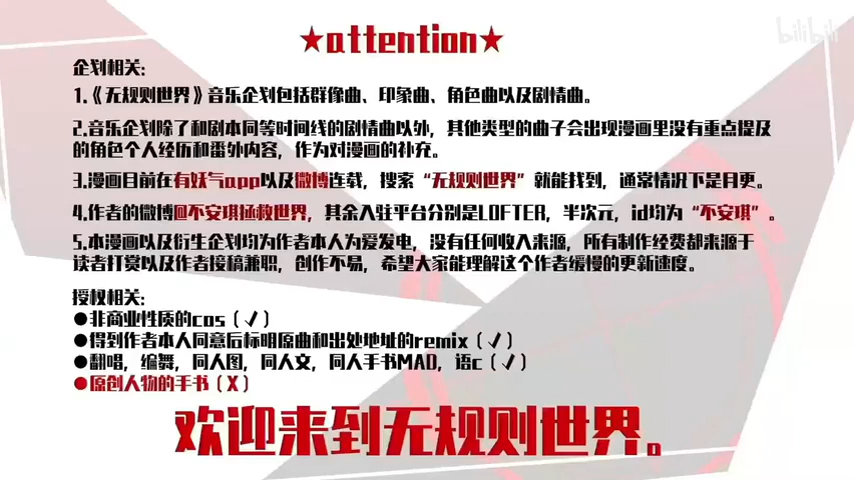 bilibili
★attention★
企划相关：
1.《无规则世界》音乐企划包括群像曲、印象曲、角色曲以及剧情曲。
2.音乐企划除了和剧本同等时间线的剧情曲以外，其他类型的曲子会出现漫画里没有重点提及
的角色个人经历和番外内容，作为对漫画的补充。
3.漫画目前在有妖气app以及微博连载，搜索“无规则世界”就能找到，通常情况下是月更。
4.作者的微博@不安琪拯救世界，其余入驻平台分别是LOFTER，半次元，id均为“不安琪”。
5.本漫画以及衍生企划均为作者本人为爱发电，没有任何收入来源，所有制作经费都来源于
读者打赏以及作者接稿兼职，创作不易，希望大家能理解这个作者缓慢的更新速度。
授权相关：
●非商业性质的cos（√）
●得到作者本人同意后标明原曲和出处地址的remix（√）
●翻唱，编舞，同人图，同人文，同人手书MAD，语c（√）
●原创人物的手书（X）
欢迎来到无规则世界。